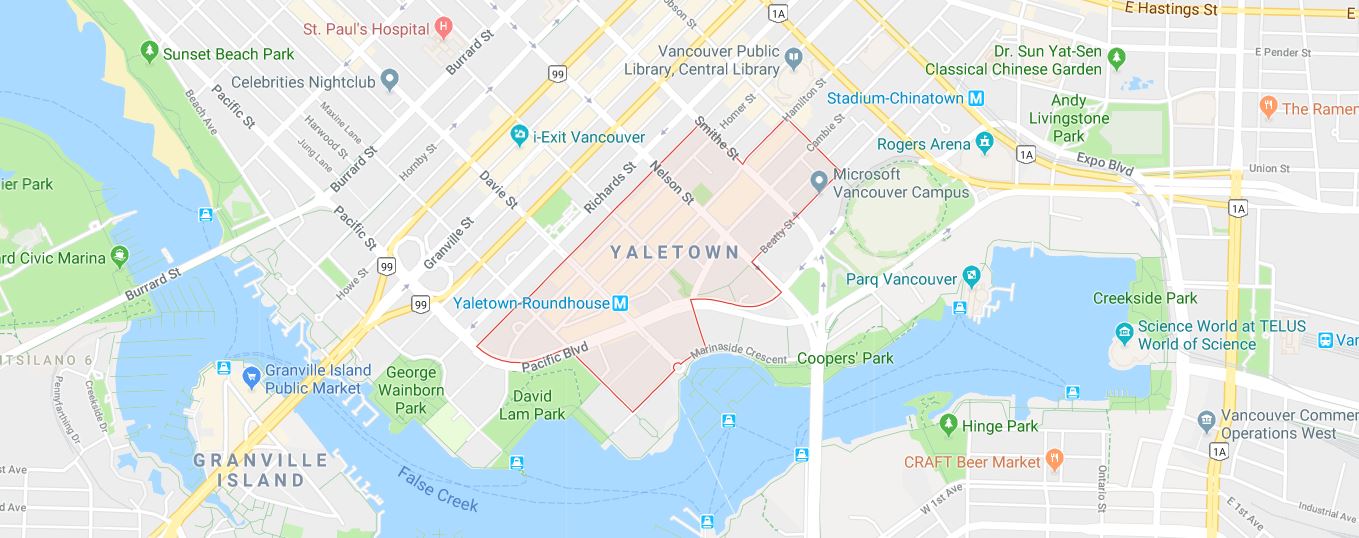 E Hastings St
1A
Robson St
St. Paul's Hospital
Burrard St
Sunset Beach Park
Vancouver Public
Library, Central Library
Dr. Sun Yat-Sen
Classical Chinese Garden
E Pender St
99
Celebrities Nightclub
Pacific St
Beach Ave
Maxine Lane
Harwood St
Jung Lane
Homer St
Hamilton St
Stadium-Chinatown M
Andy
Livingstone
Park
The Ramen
Smithe St
Cambie St
i-Exit Vancouver
Rogers Arena
1A
Expo Blvd
Union St
Hornby St
Burrard St
Davie St
Richards St
Nelson St
Microsoft
Vancouver Campus
ier Park
1A
Pacific St
Granville St
Beatty St
YALETOWN
rd Civic Marina
99
Burrard St
Howe St
99
Yaletown-Roundhouse M
Parq Vancouver
Creekside Park
Science World at TELUS
World of Science
Van
TSILANO 6
Pacific Blvd
Marinaside Crescent
Coopers' Park
Granville Island
Public Market
George
Wainborn
Park
David
Lam Park
Pennyfarthing Dr
Creekside Dr
Hinge Park
Vancouver Commer
Operations West
GRANVILLE
ISLAND
False Creek
CRAFT Beer Market
1A
st Ave
W 1st Ave
Ontario St
E 1st Ave
Industrial Ave
d Ave